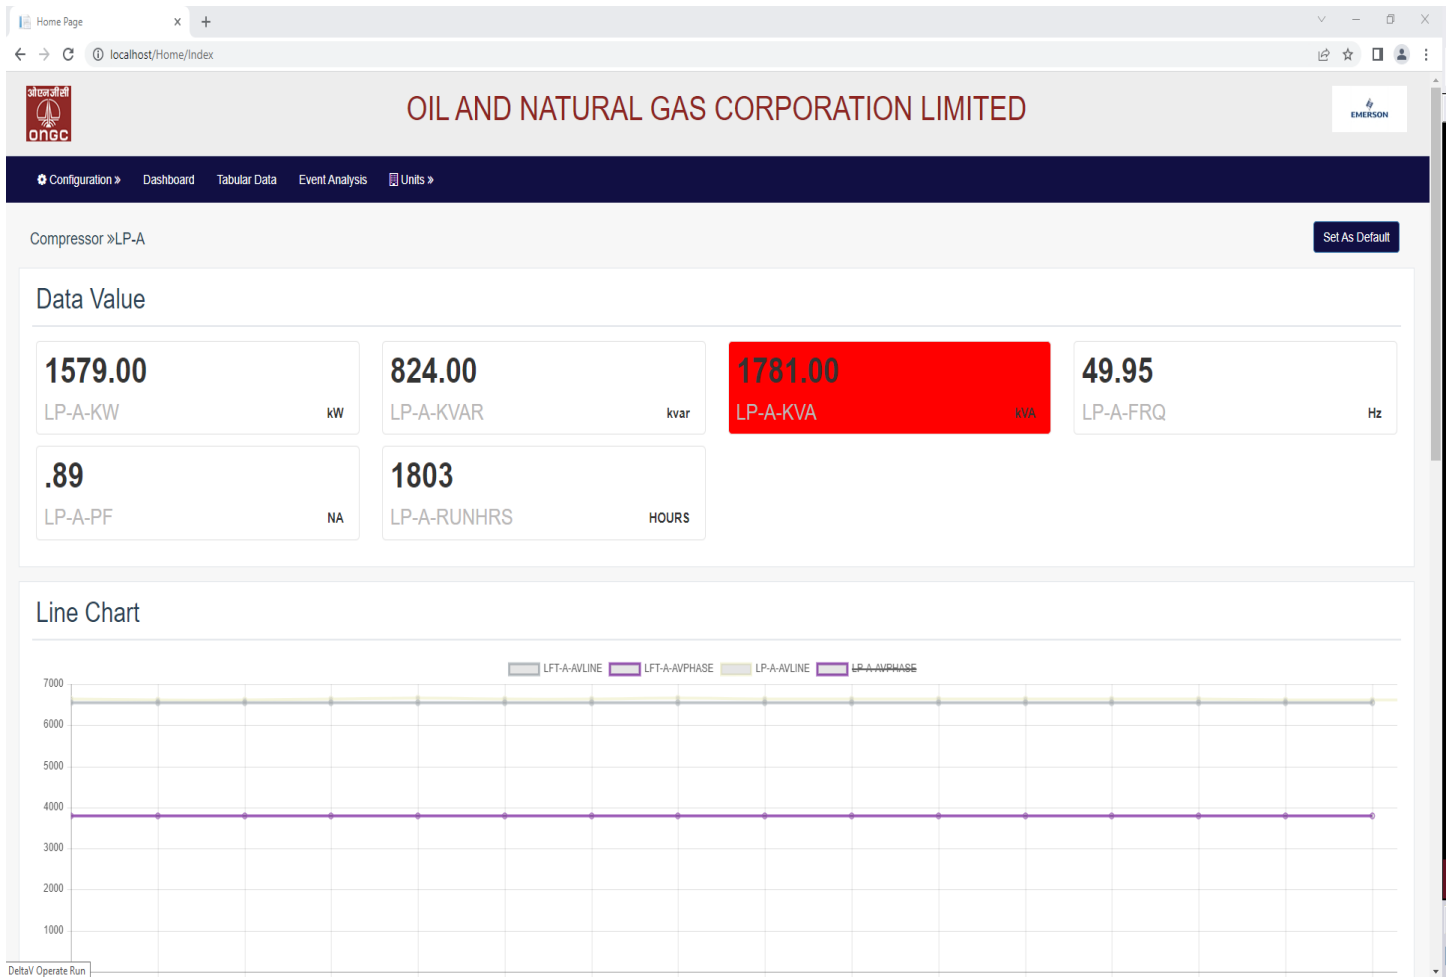 Home Page
localhost/Home/Index
ओएनजीसी
ongc
OIL AND NATURAL GAS CORPORATION LIMITED
EMERSON
Configuration » Dashboard Tabular Data Event Analysis Units »
Compressor »LP-A
Set As Default
Data Value
1579.00
LP-A-KW kW
824.00
LP-A-KVAR kvar
1781.00
LP-A-KVA kVA
49.95
LP-A-FRQ Hz
.89
LP-A-PF NA
1803
LP-A-RUNHRS HOURS
Line Chart
LFT-A-AVLINE LFT-A-AVPHASE LP-A-AVLINE LP-A-AVPHASE
7000
6000
5000
4000
3000
2000
1000
DeltaV Operate Run